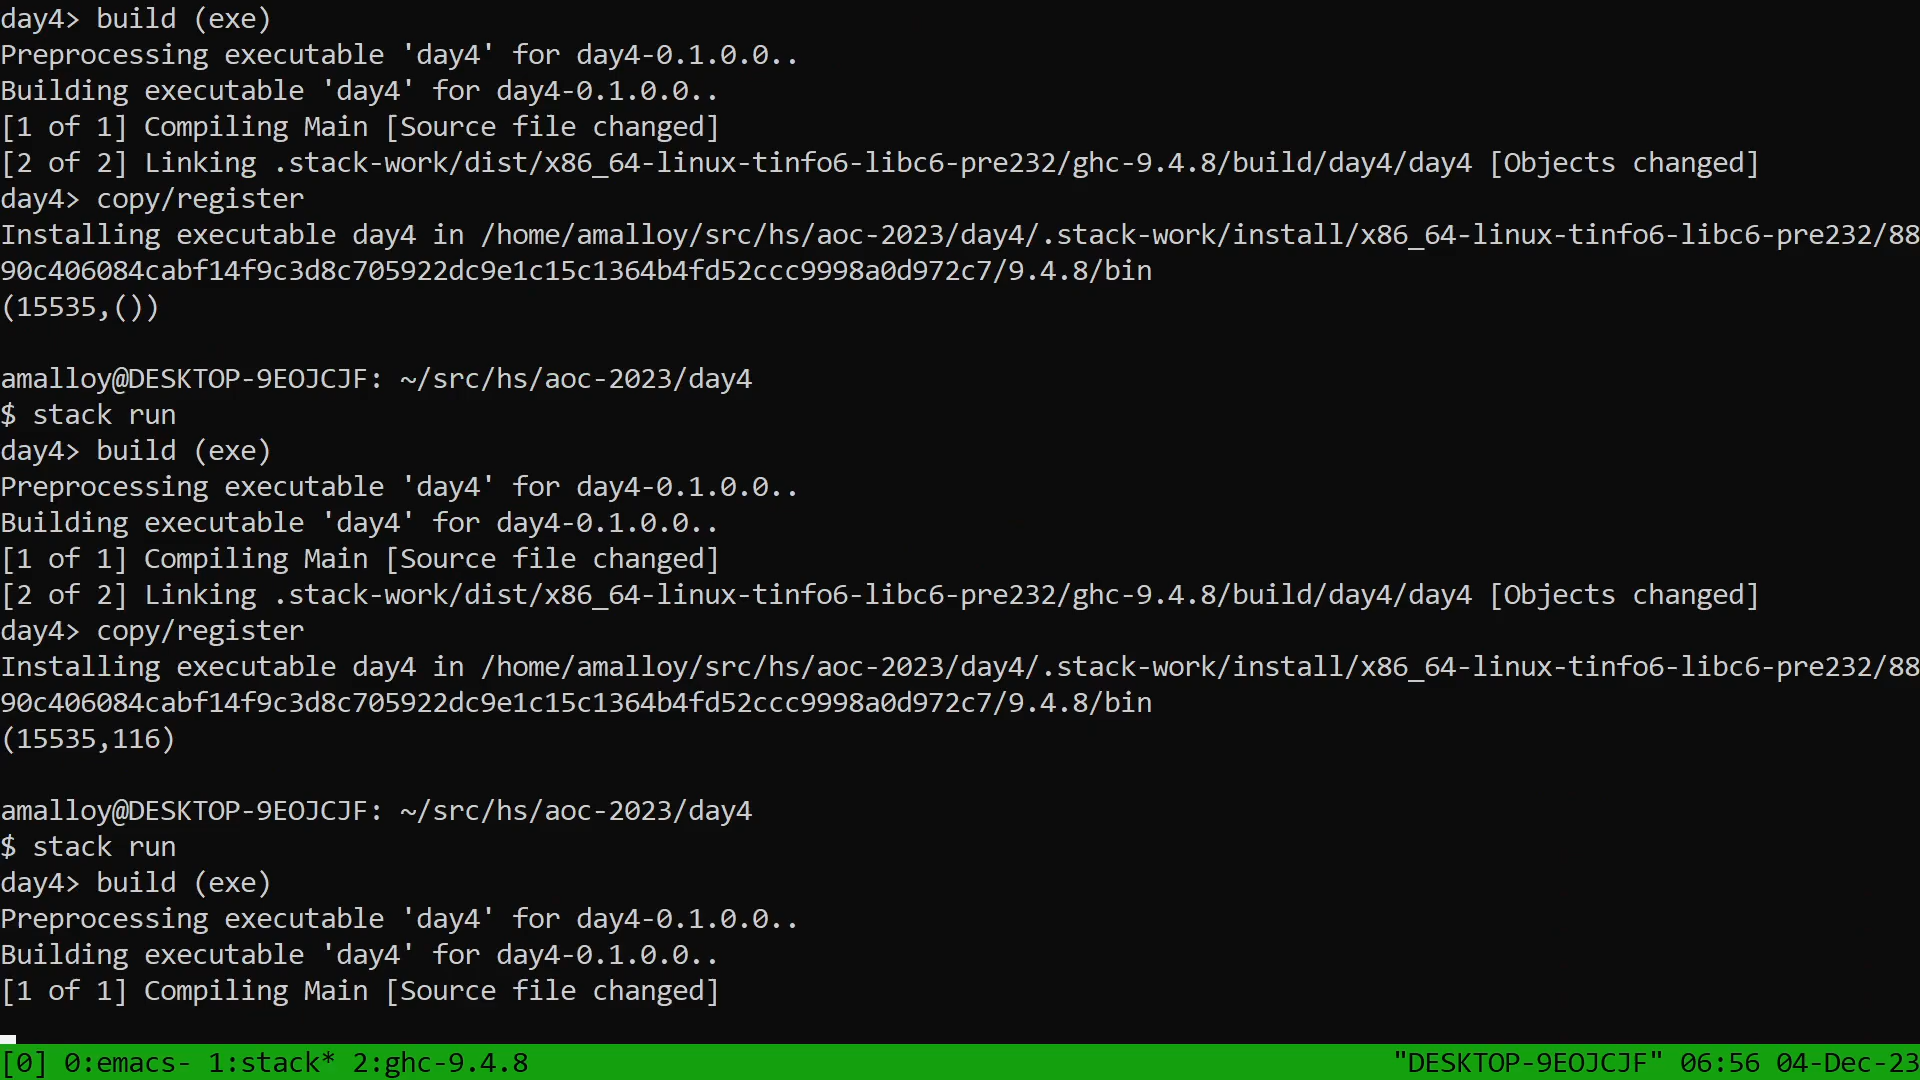 day4> build (exe)
Preprocessing executable 'day4' for day4-0.1.0.0..
Building executable 'day4' for day4-0.1.0.0..
[1 of 1] Compiling Main [Source file changed]
[2 of 2] Linking .stack-work/dist/x86_64-linux-tinfo6-libc6-pre232/ghc-9.4.8/build/day4/day4 [Objects changed]
day4> copy/register
Installing executable day4 in /home/amalloy/src/hs/aoc-2023/day4/.stack-work/install/x86_64-linux-tinfo6-libc6-pre232/88
90c406084cabf14f9c3d8c705922dc9e1c15c1364b4fd52ccc9998a0d972c7/9.4.8/bin
(15535,())
amalloy@DESKTOP-9EOJCJF: ~/src/hs/aoc-2023/day4
$ stack run
day4> build (exe)
Preprocessing executable 'day4' for day4-0.1.0.0..
Building executable 'day4' for day4-0.1.0.0..
[1 of 1] Compiling Main [Source file changed]
[2 of 2] Linking .stack-work/dist/x86_64-linux-tinfo6-libc6-pre232/ghc-9.4.8/build/day4/day4 [Objects changed]
day4> copy/register
Installing executable day4 in /home/amalloy/src/hs/aoc-2023/day4/.stack-work/install/x86_64-linux-tinfo6-libc6-pre232/88
90c406084cabf14f9c3d8c705922dc9e1c15c1364b4fd52ccc9998a0d972c7/9.4.8/bin
(15535,116)
amalloy@DESKTOP-9EOJCJF: ~/src/hs/aoc-2023/day4
$ stack run
day4> build (exe)
Preprocessing executable 'day4' for day4-0.1.0.0..
Building executable 'day4' for day4-0.1.0.0..
[1 of 1] Compiling Main [Source file changed]
[0] 0:emacs- 1:stack* 2:ghc-9.4.8 "DESKTOP-9EOJCJF" 06:56 04-Dec-23